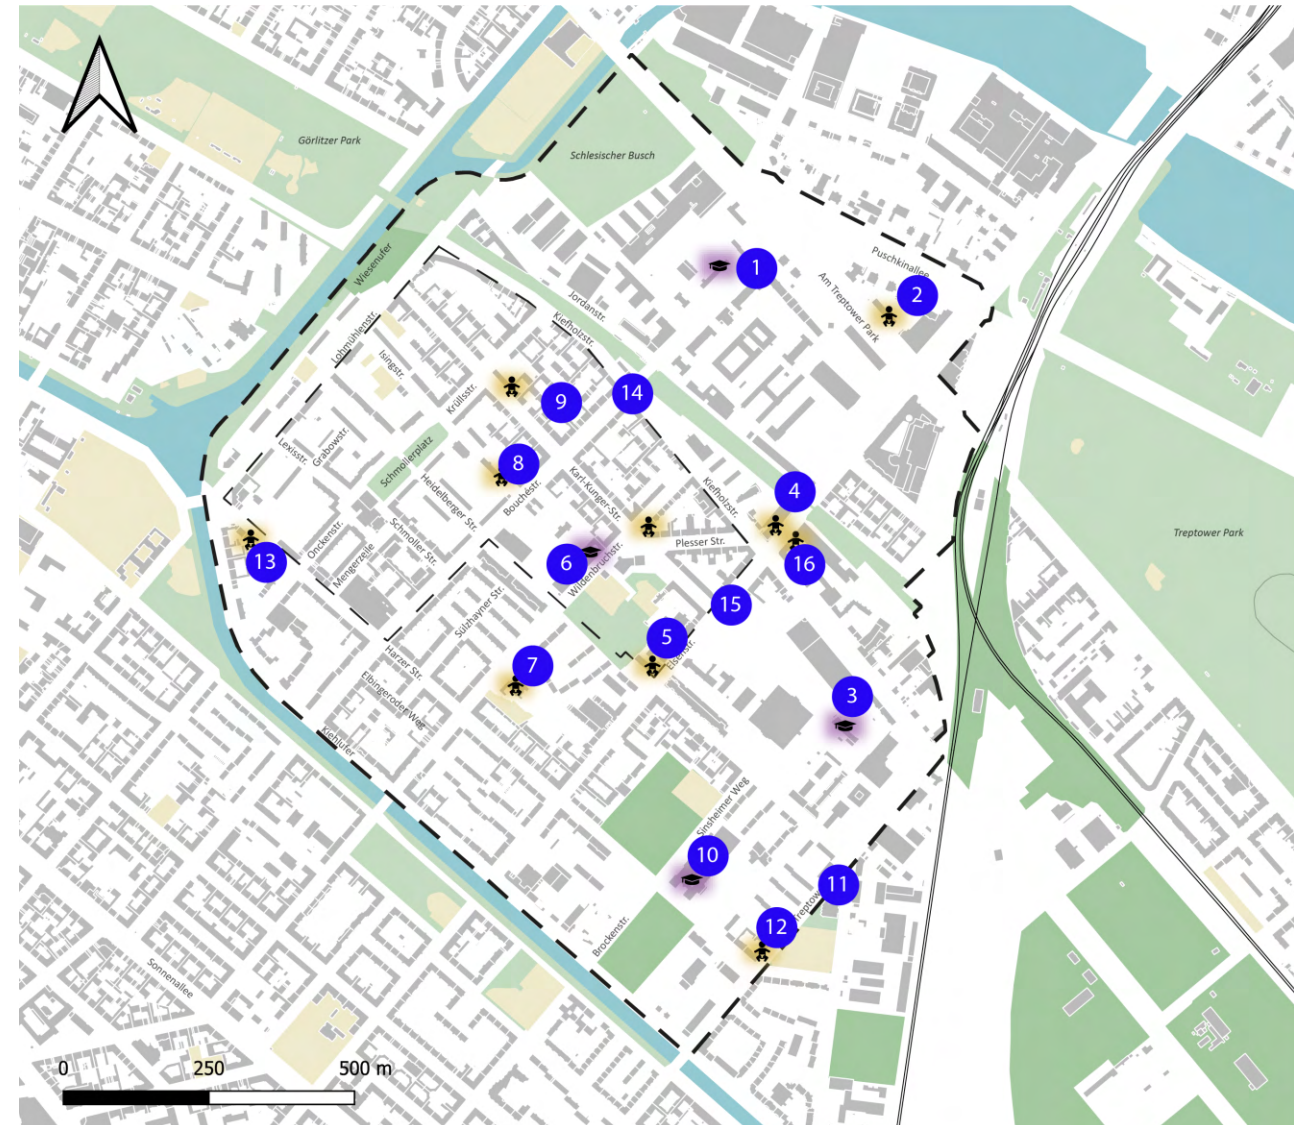 Görlitzer Park
Schlesischer Busch
Wiesenufer
Puschkinallee
1
Am Treptower Park
2
Jordanstr.
Kiefholzstr.
Lohmühlenstr.
Isingstr.
Krüllsstr.
9
14
Lexisstr.
Grabowstr.
Schmollerplatz
8
Heidelberger Str.
Bouchéstr.
Karl-Kunger-Str.
Kiefholzstr.
4
Treptower Park
13
Onckenstr.
Mengerzeile
Schmoller Str.
6
Wildenbruchstr.
Plesser Str.
16
15
Sülzhayner Str.
5
Elsenstr.
Harzer Str.
7
Elbingeroder Weg
3
Kiehlufer
Sinsheimer Weg
10
11
Treptow
12
Brockenstr.
Sonnenallee
0 250 500 m